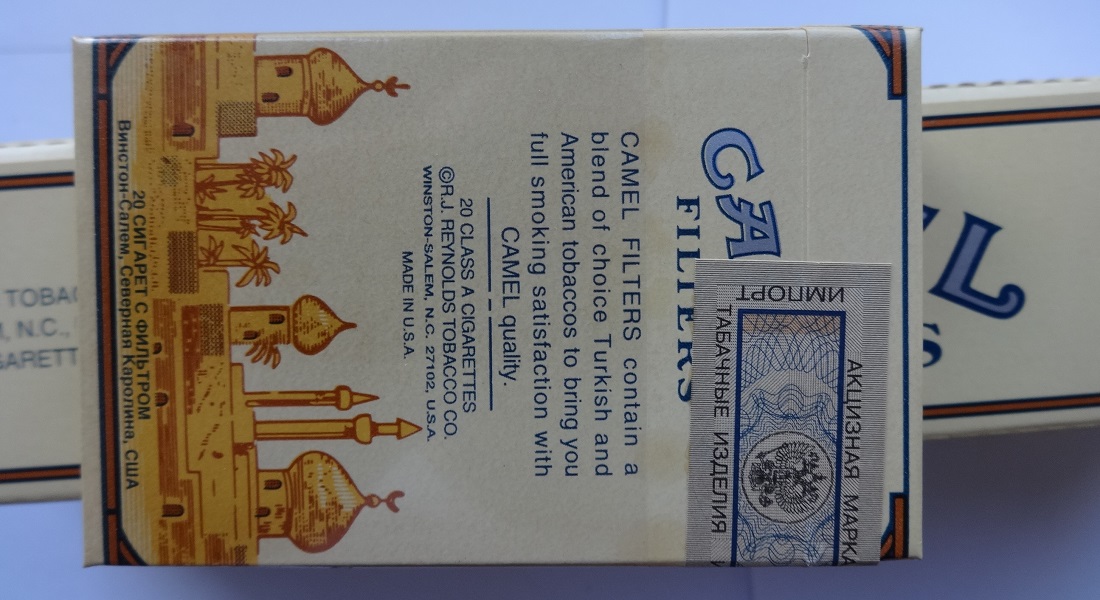 CA
FILTERS
CAMEL FILTERS contain a
blend of choice Turkish and
American tobaccos to bring you
full smoking satisfaction with
CAMEL quality.
20 CLASS A CIGARETTES
©R.J. REYNOLDS TOBACCO CO.
WINSTON-SALEM, N.C. 27102, U.S.A.
MADE IN U.S.A.
20 СИГАРЕТ С ФИЛЬТРОМ
Винстон-Салем, Северная Каролина, США
АКЦИЗНАЯ МАРКА
ТАБАЧНЫЕ ИЗДЕЛИЯ
ИМПОРТ
EL
TOBAC
N.C.,
GARETT